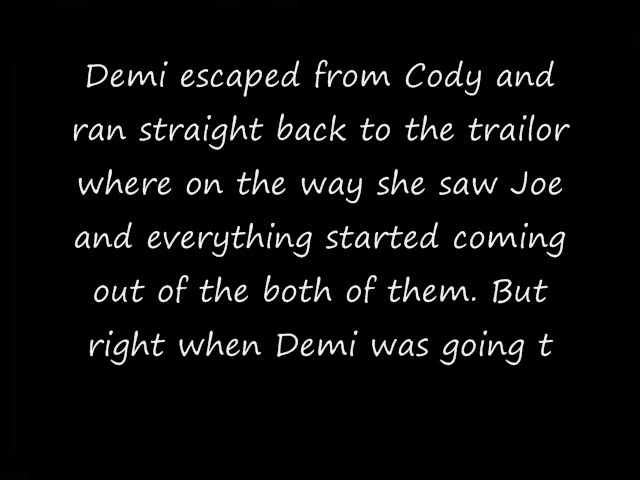 Demi escaped from Cody and
ran straight back to the trailor
where on the way she saw Joe
and everything started coming
out of the both of them. But
right when Demi was going t